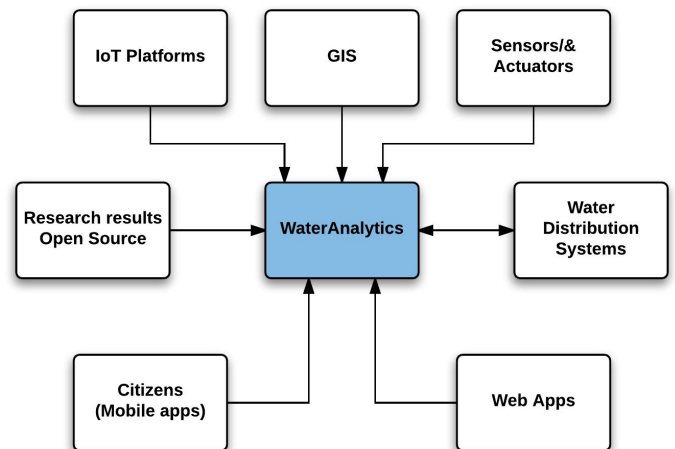 IoT Platforms
GIS
Sensors/&
Actuators
Research results
Open Source
WaterAnalytics
Water
Distribution
Systems
Citizens
(Mobile apps)
Web Apps